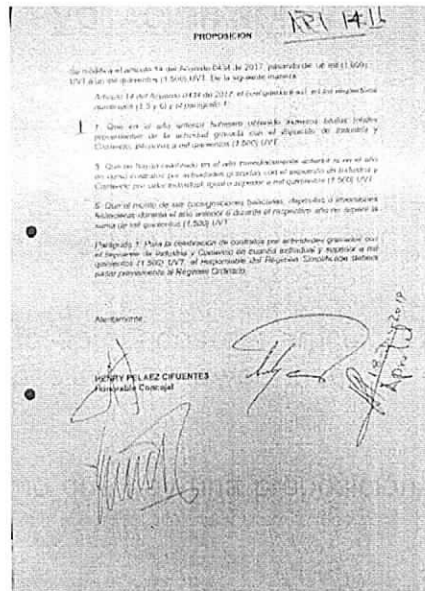 ART 14.
PROPOSICION
Se modifica el articulo 14 del Acuerdo 0434 de 2017, pasando de un mil (1.000)
UVT a un mil quinientos (1.500) UVT. De la siguiente manera
Articulo 14 del Acuerdo 0434 de 2017, el cual queda en los respectivos
numerales (1, 5 y 6) y el paragrafo 1
1. Que en el año anterior hubieren obtenido ingresos brutos totales
provenientes de la actividad gravada con el impuesto de Industria y
Comercio, inferiores a mil quinientos (1.500) UVT.
5. Que no hayan celebrado en el año inmediatamente anterior ni en el año
en curso contratos por actividades gravadas con el impuesto de Industria y
Comercio por valor individual, igual o superior a mil quinientos (1.500) UVT.
6. Que el monto de sus consignaciones bancarias, depósitos o inversiones
financieras durante el año anterior o durante el respectivo año no supere la
suma de mil quinientos (1.500) UVT.
Parágrafo 1: Para la celebración de contratos por actividades gravadas con
el Impuesto de Industria y Comercio en cuantía individual y superior a mil
quinientos (1.500) UVT, el Responsable del Régimen Simplificado deberá
pasar previamente al Régimen Ordinario.
Atentamente,
HENRY PELAEZ CIFUENTES
Honorable Concejal